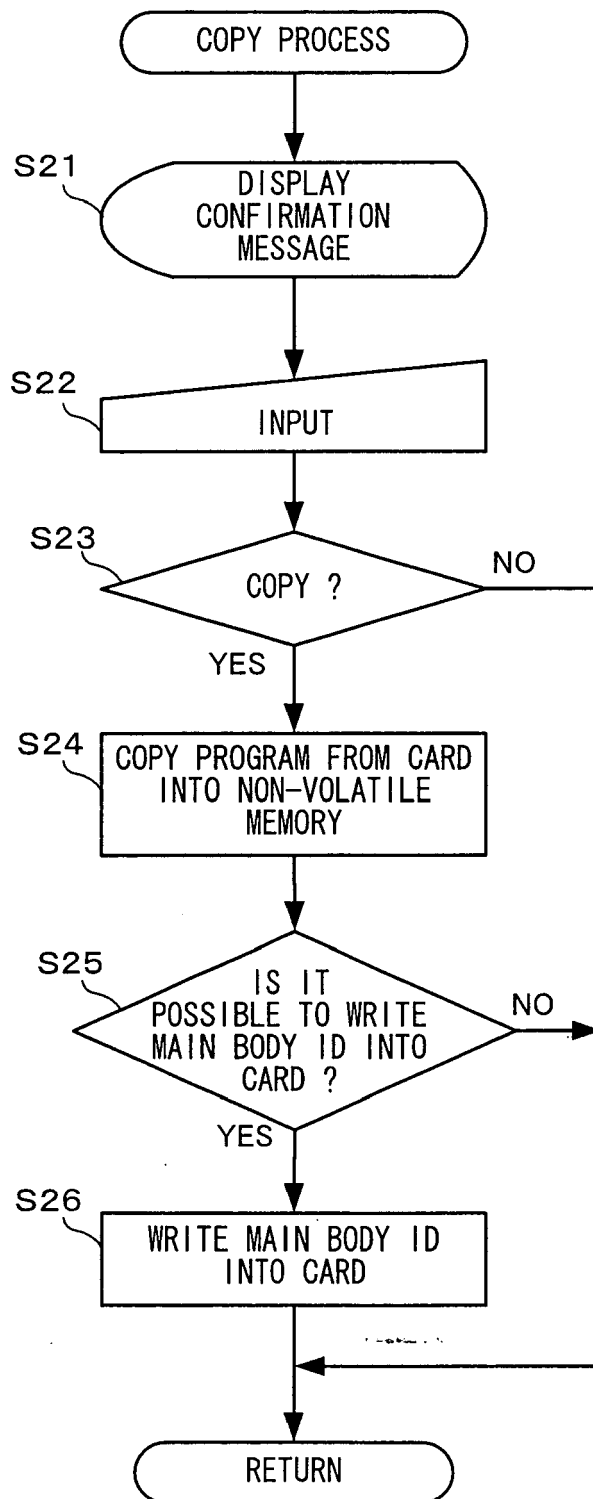 COPY PROCESS
S21
DISPLAY
CONFIRMATION
MESSAGE
S22
INPUT
S23
COPY ?
NO
YES
S24
COPY PROGRAM FROM CARD
INTO NON-VOLATILE
MEMORY
S25
IS IT
POSSIBLE TO WRITE
MAIN BODY ID INTO
CARD ?
NO
YES
S26
WRITE MAIN BODY ID
INTO CARD
RETURN